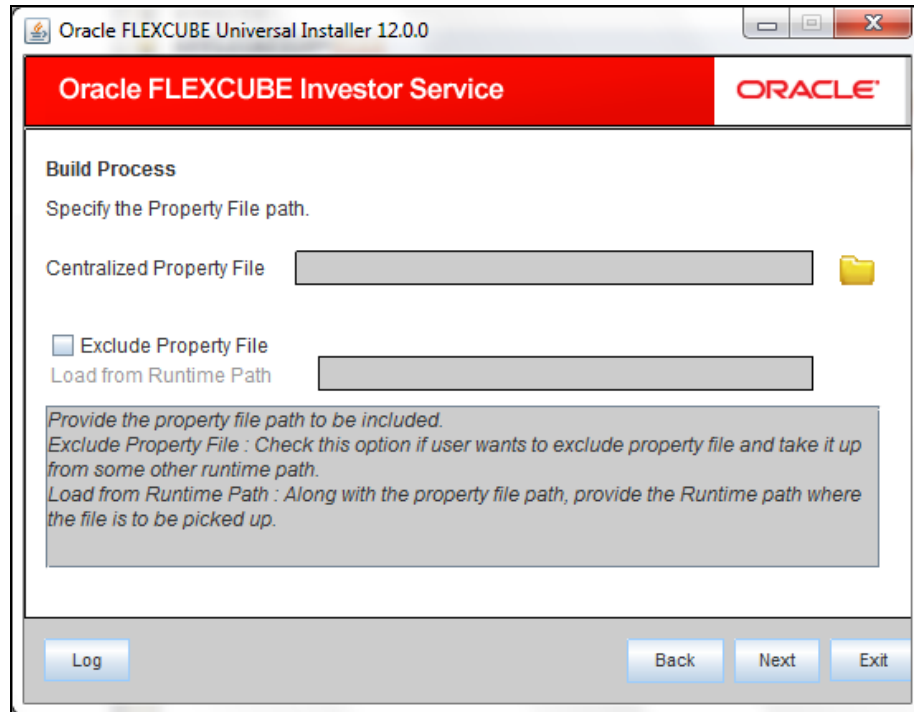 Oracle FLEXCUBE Universal Installer 12.0.0
Oracle FLEXCUBE Investor Service
ORACLE
Build Process
Specify the Property File path.
Centralized Property File
Exclude Property File
Load from Runtime Path
Provide the property file path to be included.
Exclude Property File : Check this option if user wants to exclude property file and take it up
from some other runtime path.
Load from Runtime Path : Along with the property file path, provide the Runtime path where
the file is to be picked up.
Log
Back
Next
Exit